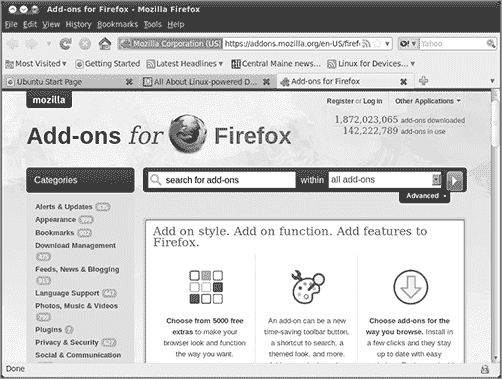 Add-ons for Firefox - Mozilla Firefox
File Edit View History Bookmarks Tools Help
Mozilla Corporation (US) https://addons.mozilla.org/en-US/firef Yahoo
Most Visited Getting Started Latest Headlines Central Maine news... Linux for Devices...
Ubuntu Start Page All About Linux-powered D... Add-ons for Firefox
mozilla Register or Log in Other Applications
1,872,023,065 add-ons downloaded
142,222,789 add-ons in use
Add-ons for Firefox
Categories search for add-ons within all add-ons
Advanced
Alerts & Updates
Appearance
Bookmarks
Download Management
475
Feeds, News & Blogging
Language Support
Photos, Music & Videos
Plugins 7
Privacy & Security
Social & Communication
Add on style. Add on function. Add features to
Firefox.
Choose from 5000 free
extras to make your
browser look and function
the way you want.
An add-on can be a new
time-saving toolbar button,
a shortcut to search, a
themed look, and more.
Choose add-ons for
the way you browse. Install
in a few clicks and they
stay up to date with easy
Done